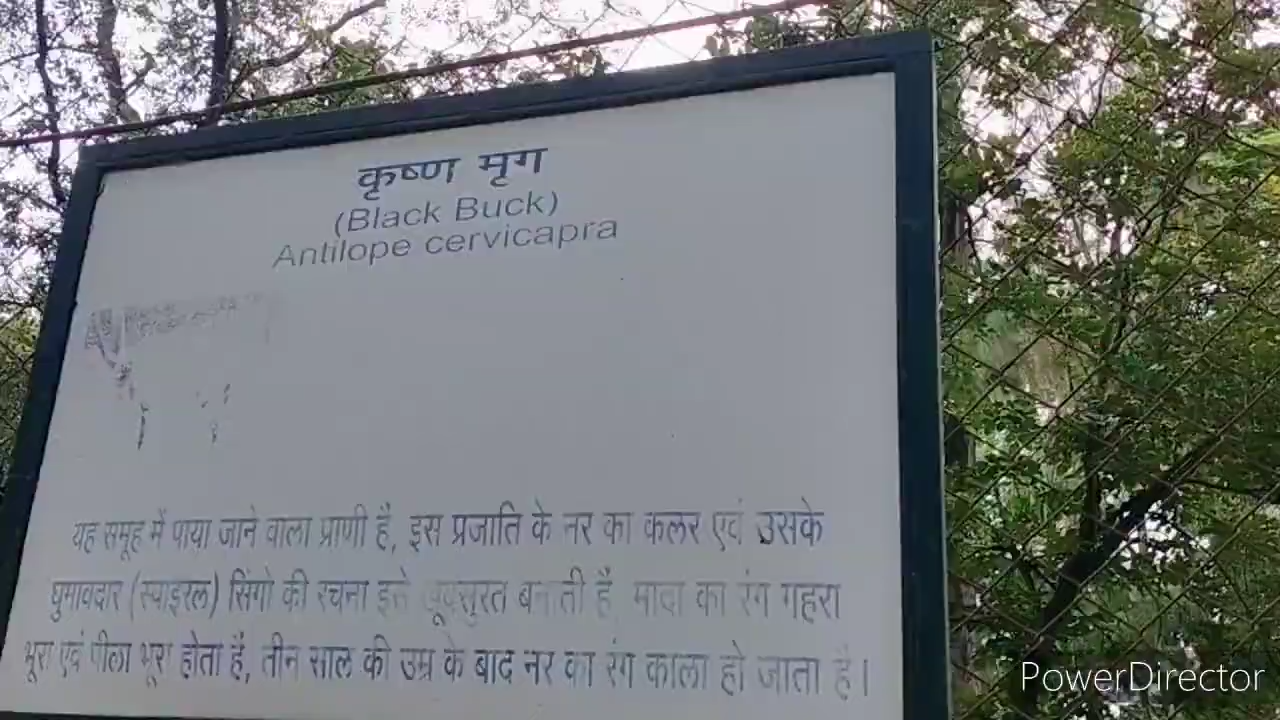 कृष्ण मृग
(Black Buck)
Antilope cervicapra
यह समूह में पाया जाने वाला प्राणी है, इस प्रजाति के नर का कलर एवं उसके
घुमावदार (स्पाइरल) सिंगो की रचना इसे खूबसुरत बनाती है, मादा का रंग गहरा
भूरा एवं पीला भूरा होता है, तीन साल की उम्र के बाद नर का रंग काला हो जाता है।
PowerDirector